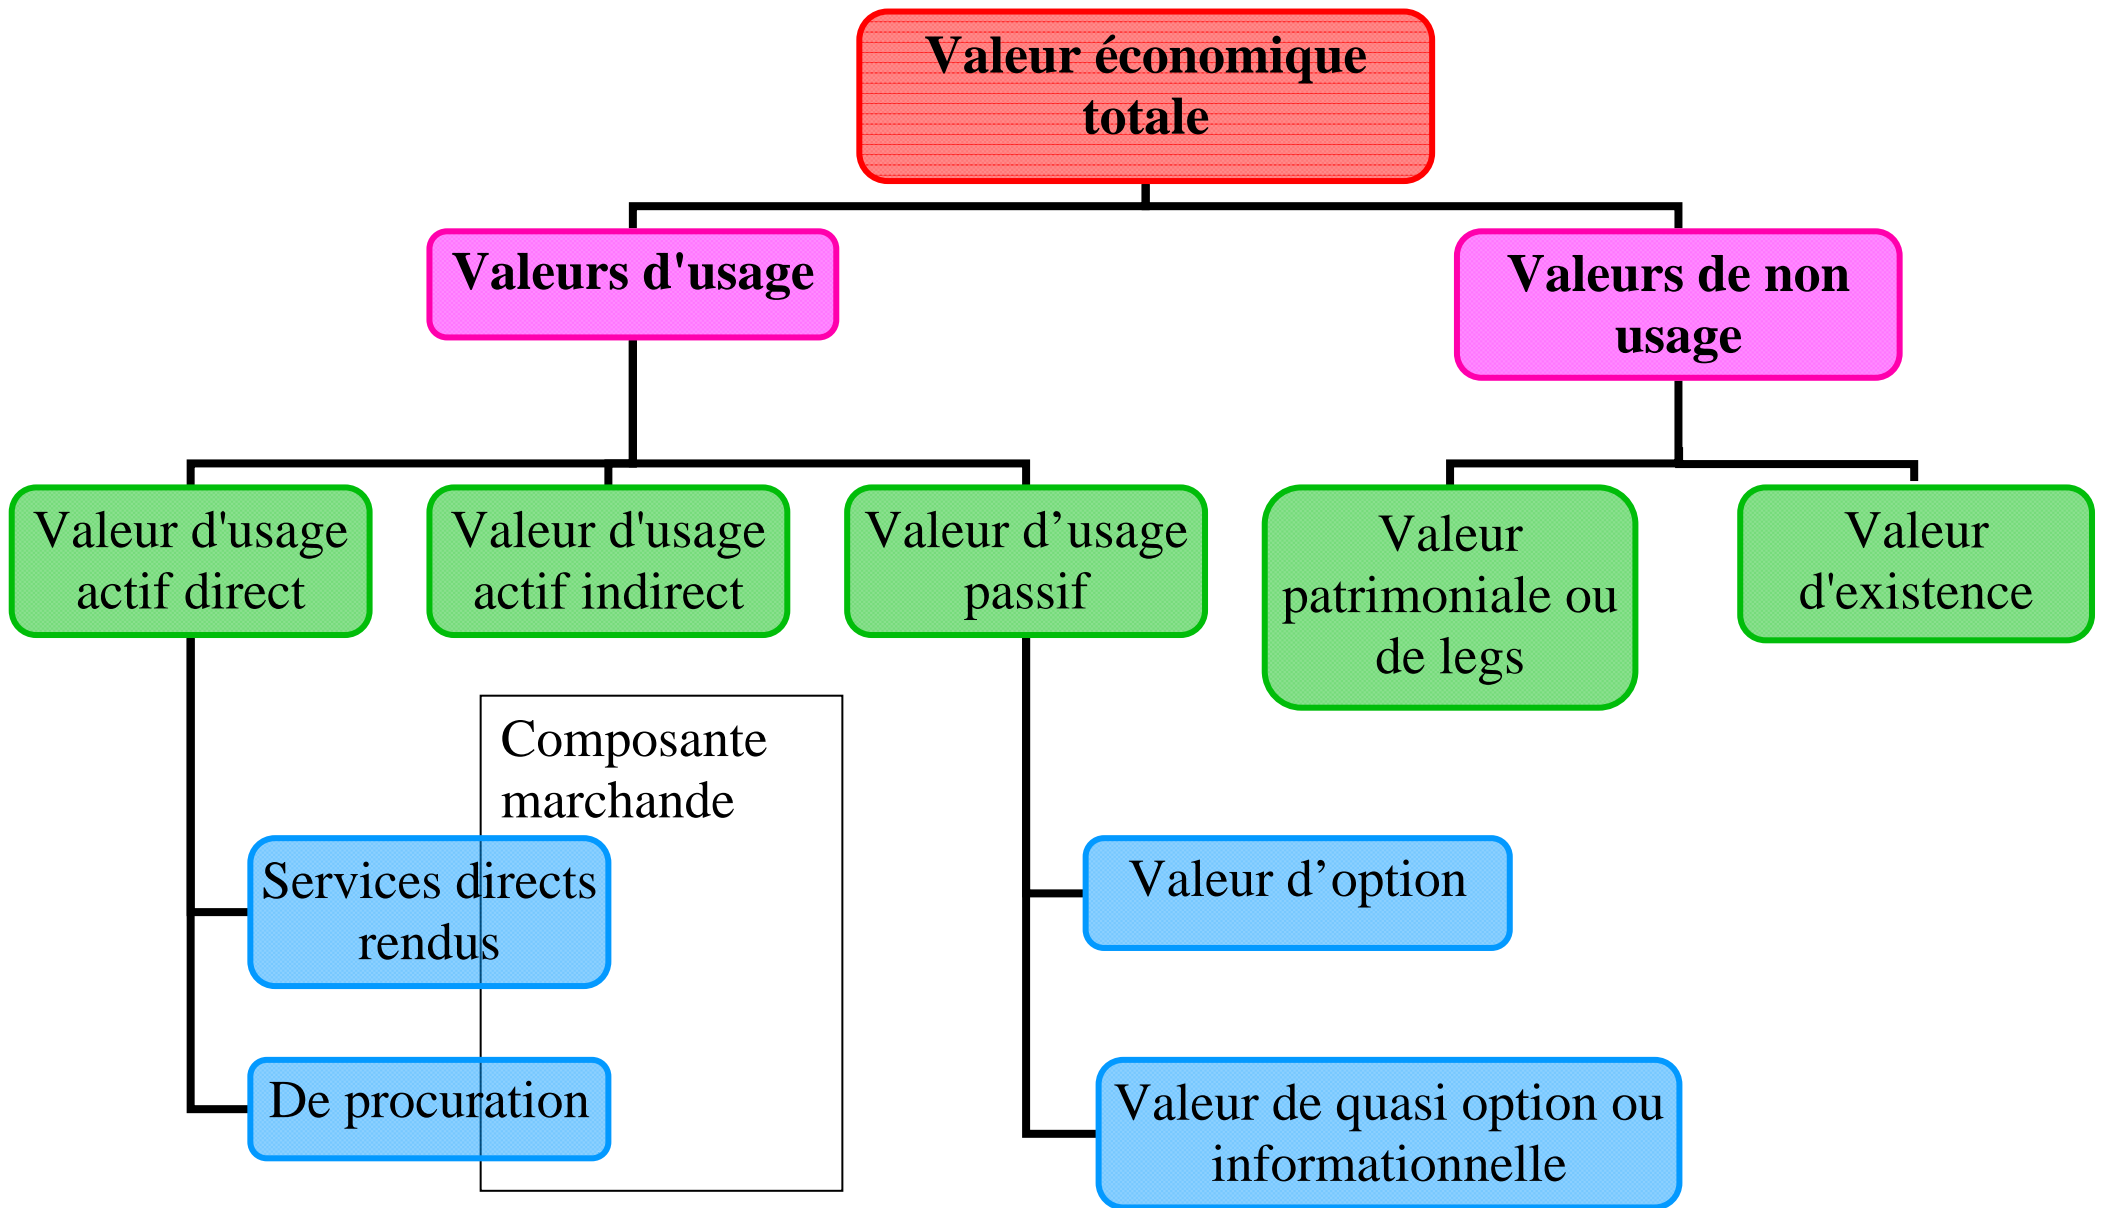 Valeur économique
totale
Valeurs d'usage
Valeurs de non
usage
Valeur d'usage
actif direct
Valeur d'usage
actif indirect
Valeur d’usage
passif
Valeur
patrimoniale ou
de legs
Valeur
d'existence
Composante
marchande
Services directs
rendus
De procuration
Valeur d’option
Valeur de quasi option ou
informationnelle